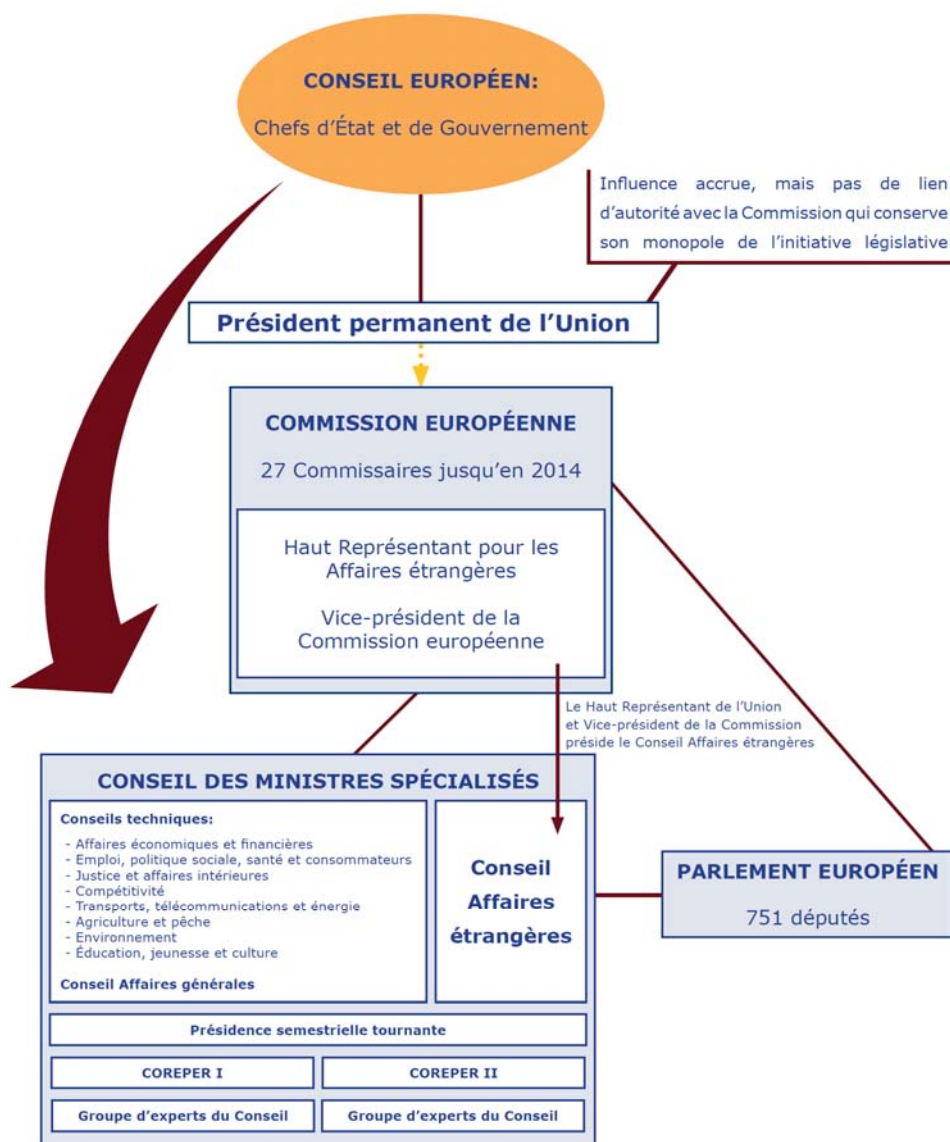 CONSEIL EUROPÉEN:
Chefs d'État et de Gouvernement
Influence accrue, mais pas de lien
d'autorité avec la Commission qui conserve
son monopole de l'initiative législative
Président permanent de l'Union
COMMISSION EUROPÉENNE
27 Commissaires jusqu'en 2014
Haut Représentant pour les
Affaires étrangères
Vice-président de la
Commission européenne
Le Haut Représentant de l'Union
et Vice-président de la Commission
préside le Conseil Affaires étrangères
CONSEIL DES MINISTRES SPÉCIALISÉS
Conseils techniques:
- Affaires économiques et financières
- Emploi, politique sociale, santé et consommateurs
- Justice et affaires intérieures
- Compétitivité
- Transports, télécommunications et énergie
- Agriculture et pêche
- Environnement
- Éducation, jeunesse et culture
Conseil Affaires générales
Conseil
Affaires
étrangères
PARLEMENT EUROPÉEN
751 députés
Présidence semestrielle tournante
COREPER I
COREPER II
Groupe d'experts du Conseil
Groupe d'experts du Conseil